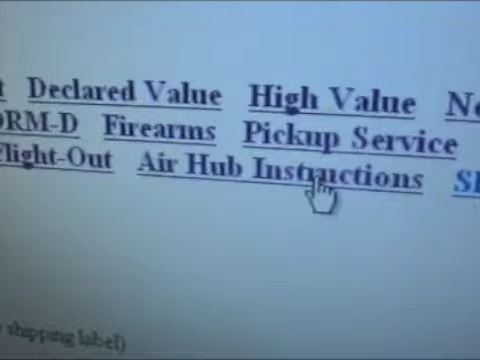 Declared Value High Value
ORM-D Firearms Pickup Service
Flight-Out Air Hub Instructions
shipping label)